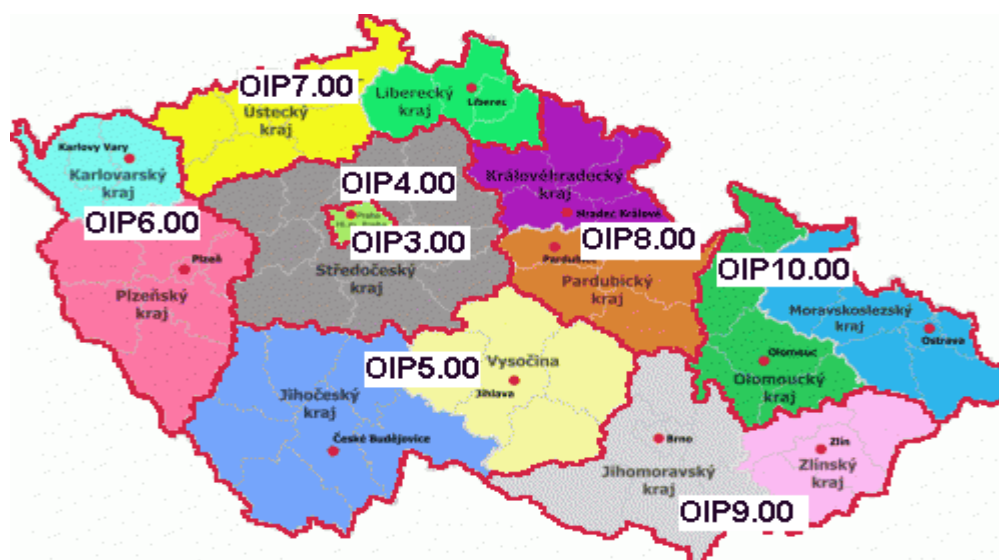 OIP7.00
Ústecký
kraj
Liberecký
kraj
Liberec
Karlovy Vary
Karlovarský
kraj
Královéhradecký
kraj
Hradec Králové
OIP4.00
OIP6.00
Praha
OIP3.00
OIP8.00
Středočeský
kraj
Plzeň
Plzeňský
kraj
Pardubice
Pardubický
kraj
OIP10.00
Moravskoslezský
kraj
Ostrava
OIP5.00
Vysočina
Jihlava
Olomouc
Olomoucký
kraj
Jihočeský
kraj
České Budějovice
Brno
Jihomoravský
kraj
Zlín
Zlínský
kraj
OIP9.00